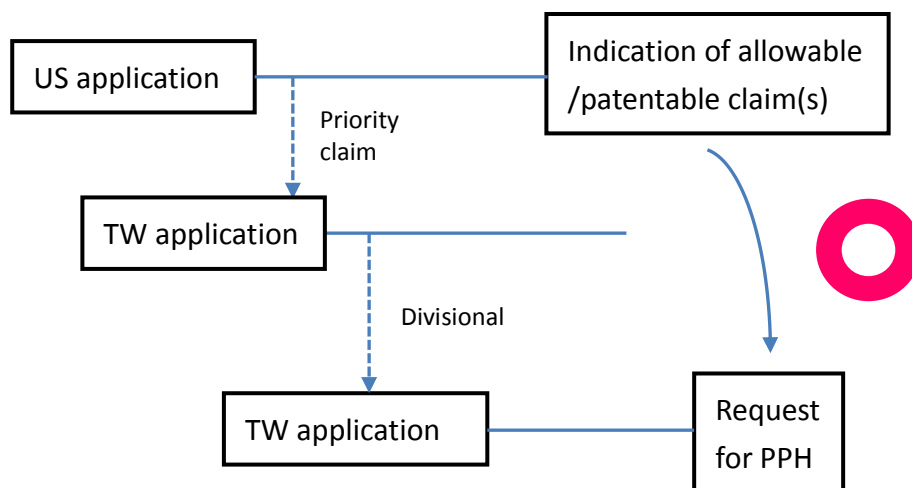 US application
Indication of allowable
/patentable claim(s)
Priority
claim
TW application
Divisional
TW application
Request
for PPH